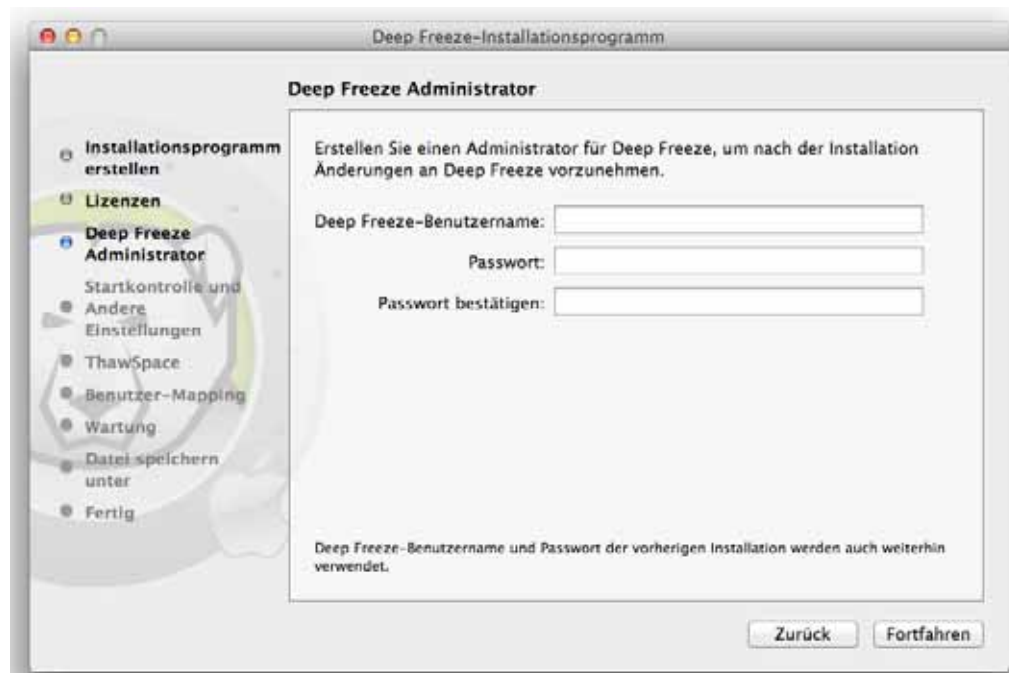 Deep Freeze-Installationsprogramm
Deep Freeze Administrator
Installationsprogramm
erstellen
Lizenzen
Deep Freeze
Administrator
Startkontrolle und
Andere
Einstellungen
ThawSpace
Benutzer-Mapping
Wartung
Datei speichern
unter
Fertig
Erstellen Sie einen Administrator für Deep Freeze, um nach der Installation
Änderungen an Deep Freeze vorzunehmen.
Deep Freeze-Benutzername:
Passwort:
Passwort bestätigen:
Deep Freeze-Benutzername und Passwort der vorherigen Installation werden auch weiterhin
verwendet.
Zurück
Fortfahren